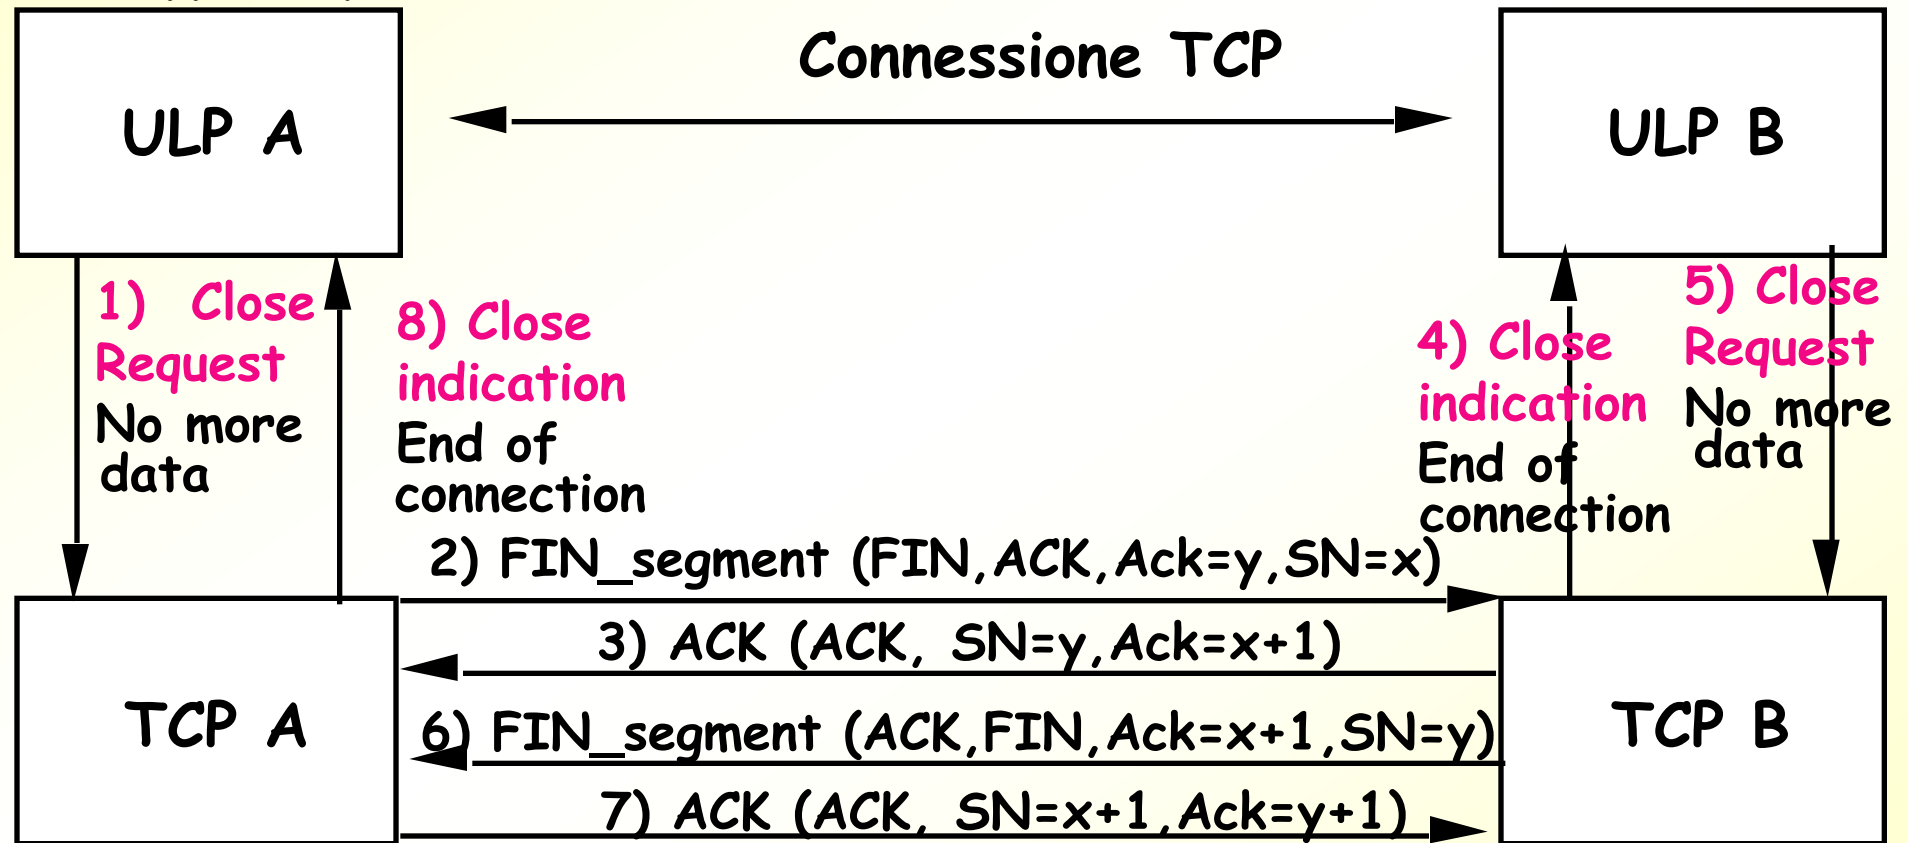 Connessione TCP
ULP A
ULP B
1) Close
Request
No more
data
8) Close
indication
End of
connection
4) Close
indication
End of
connection
5) Close
Request
No more
data
2) FIN_segment (FIN,ACK,Ack=y,SN=x)
3) ACK (ACK, SN=y,Ack=x+1)
6) FIN_segment (ACK,FIN,Ack=x+1,SN=y)
7) ACK (ACK, SN=x+1,Ack=y+1)
TCP A
TCP B